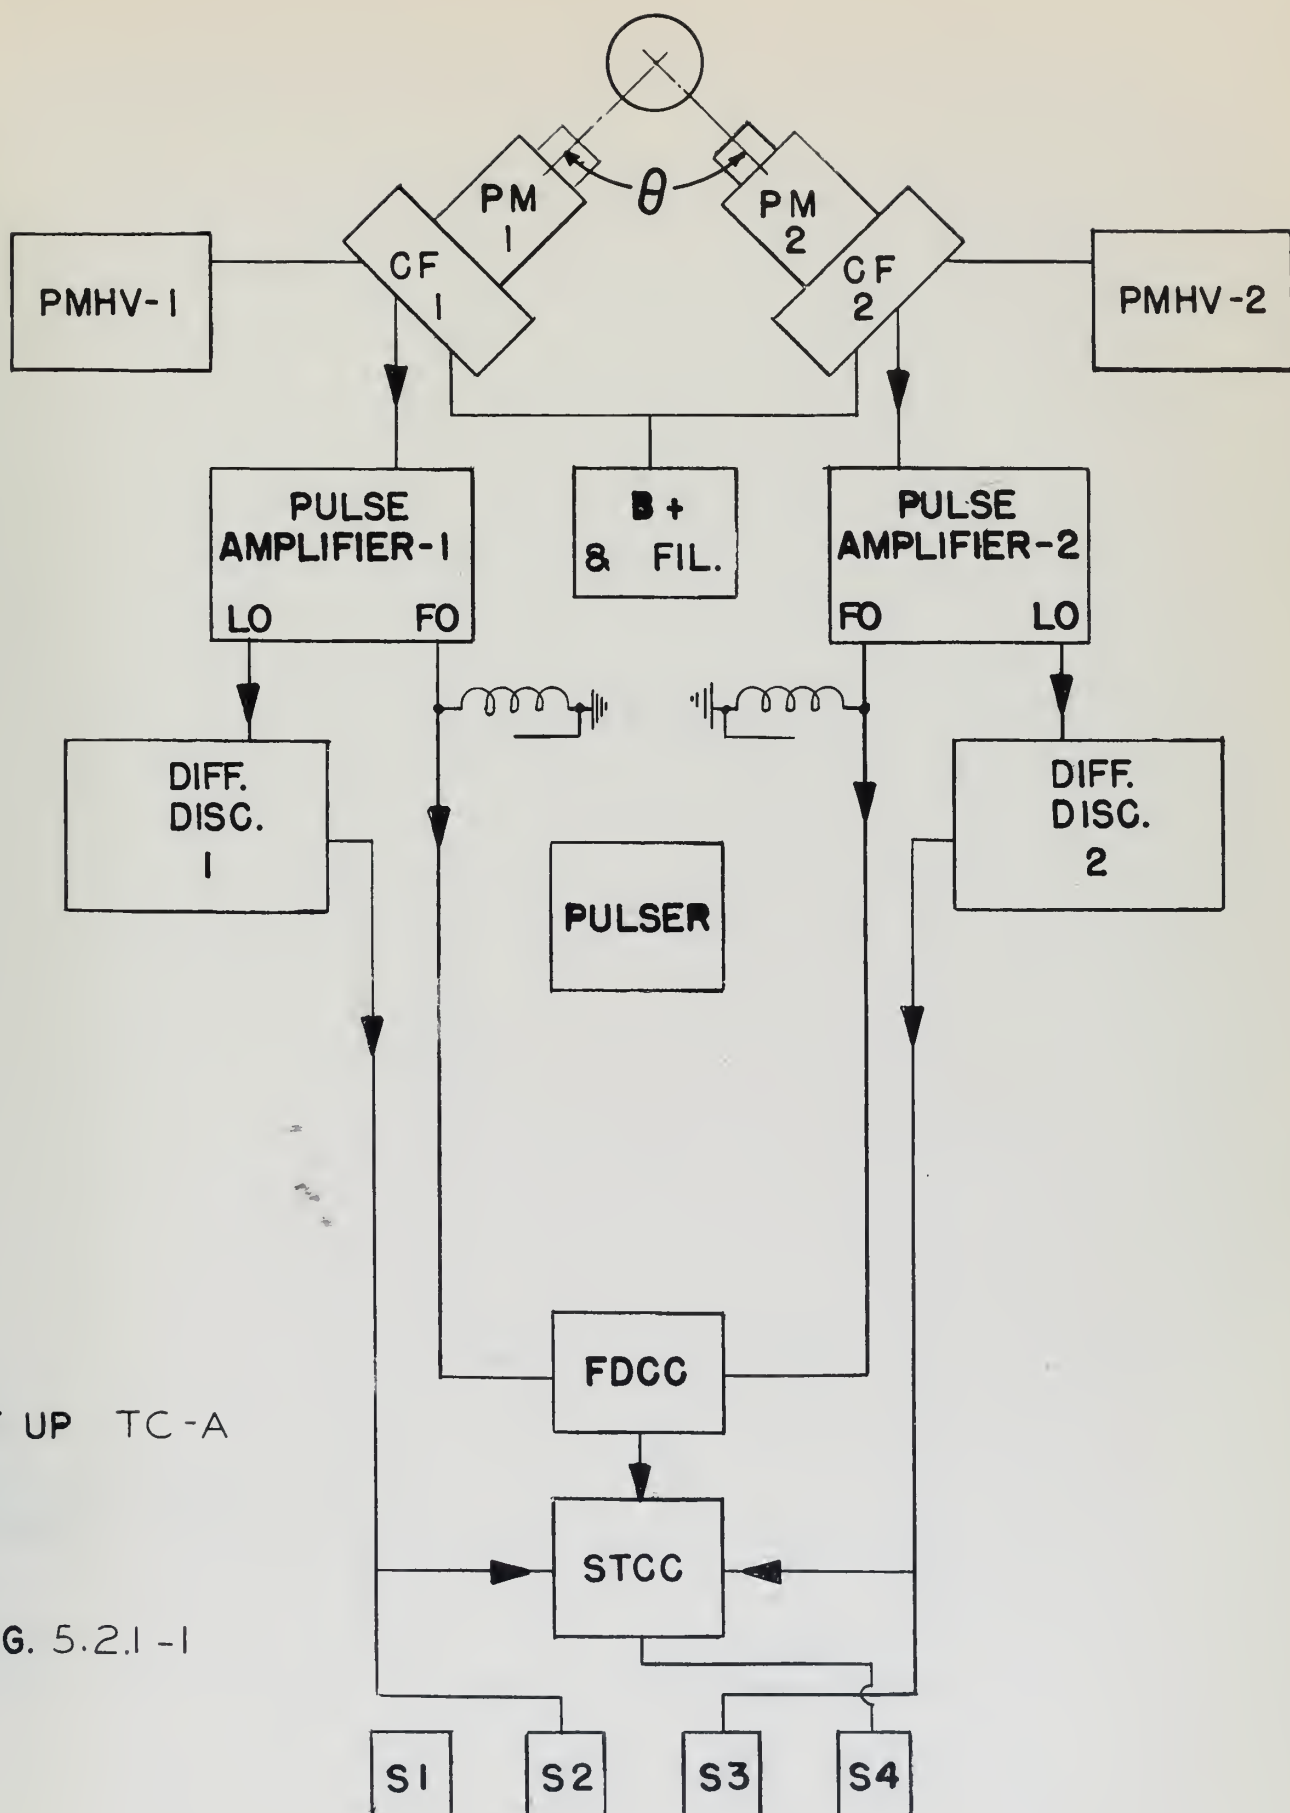 θ
PM
1
PM
2
CF
1
CF
2
PMHV-1
PMHV-2
PULSE
AMPLIFIER-1
LO FO
B+
& FIL.
PULSE
AMPLIFIER-2
FO LO
DIFF.
DISC.
1
DIFF.
DISC.
2
PULSER
FDCC
UP TC-A
STCC
G. 5.2.1-1
S1
S2
S3
S4